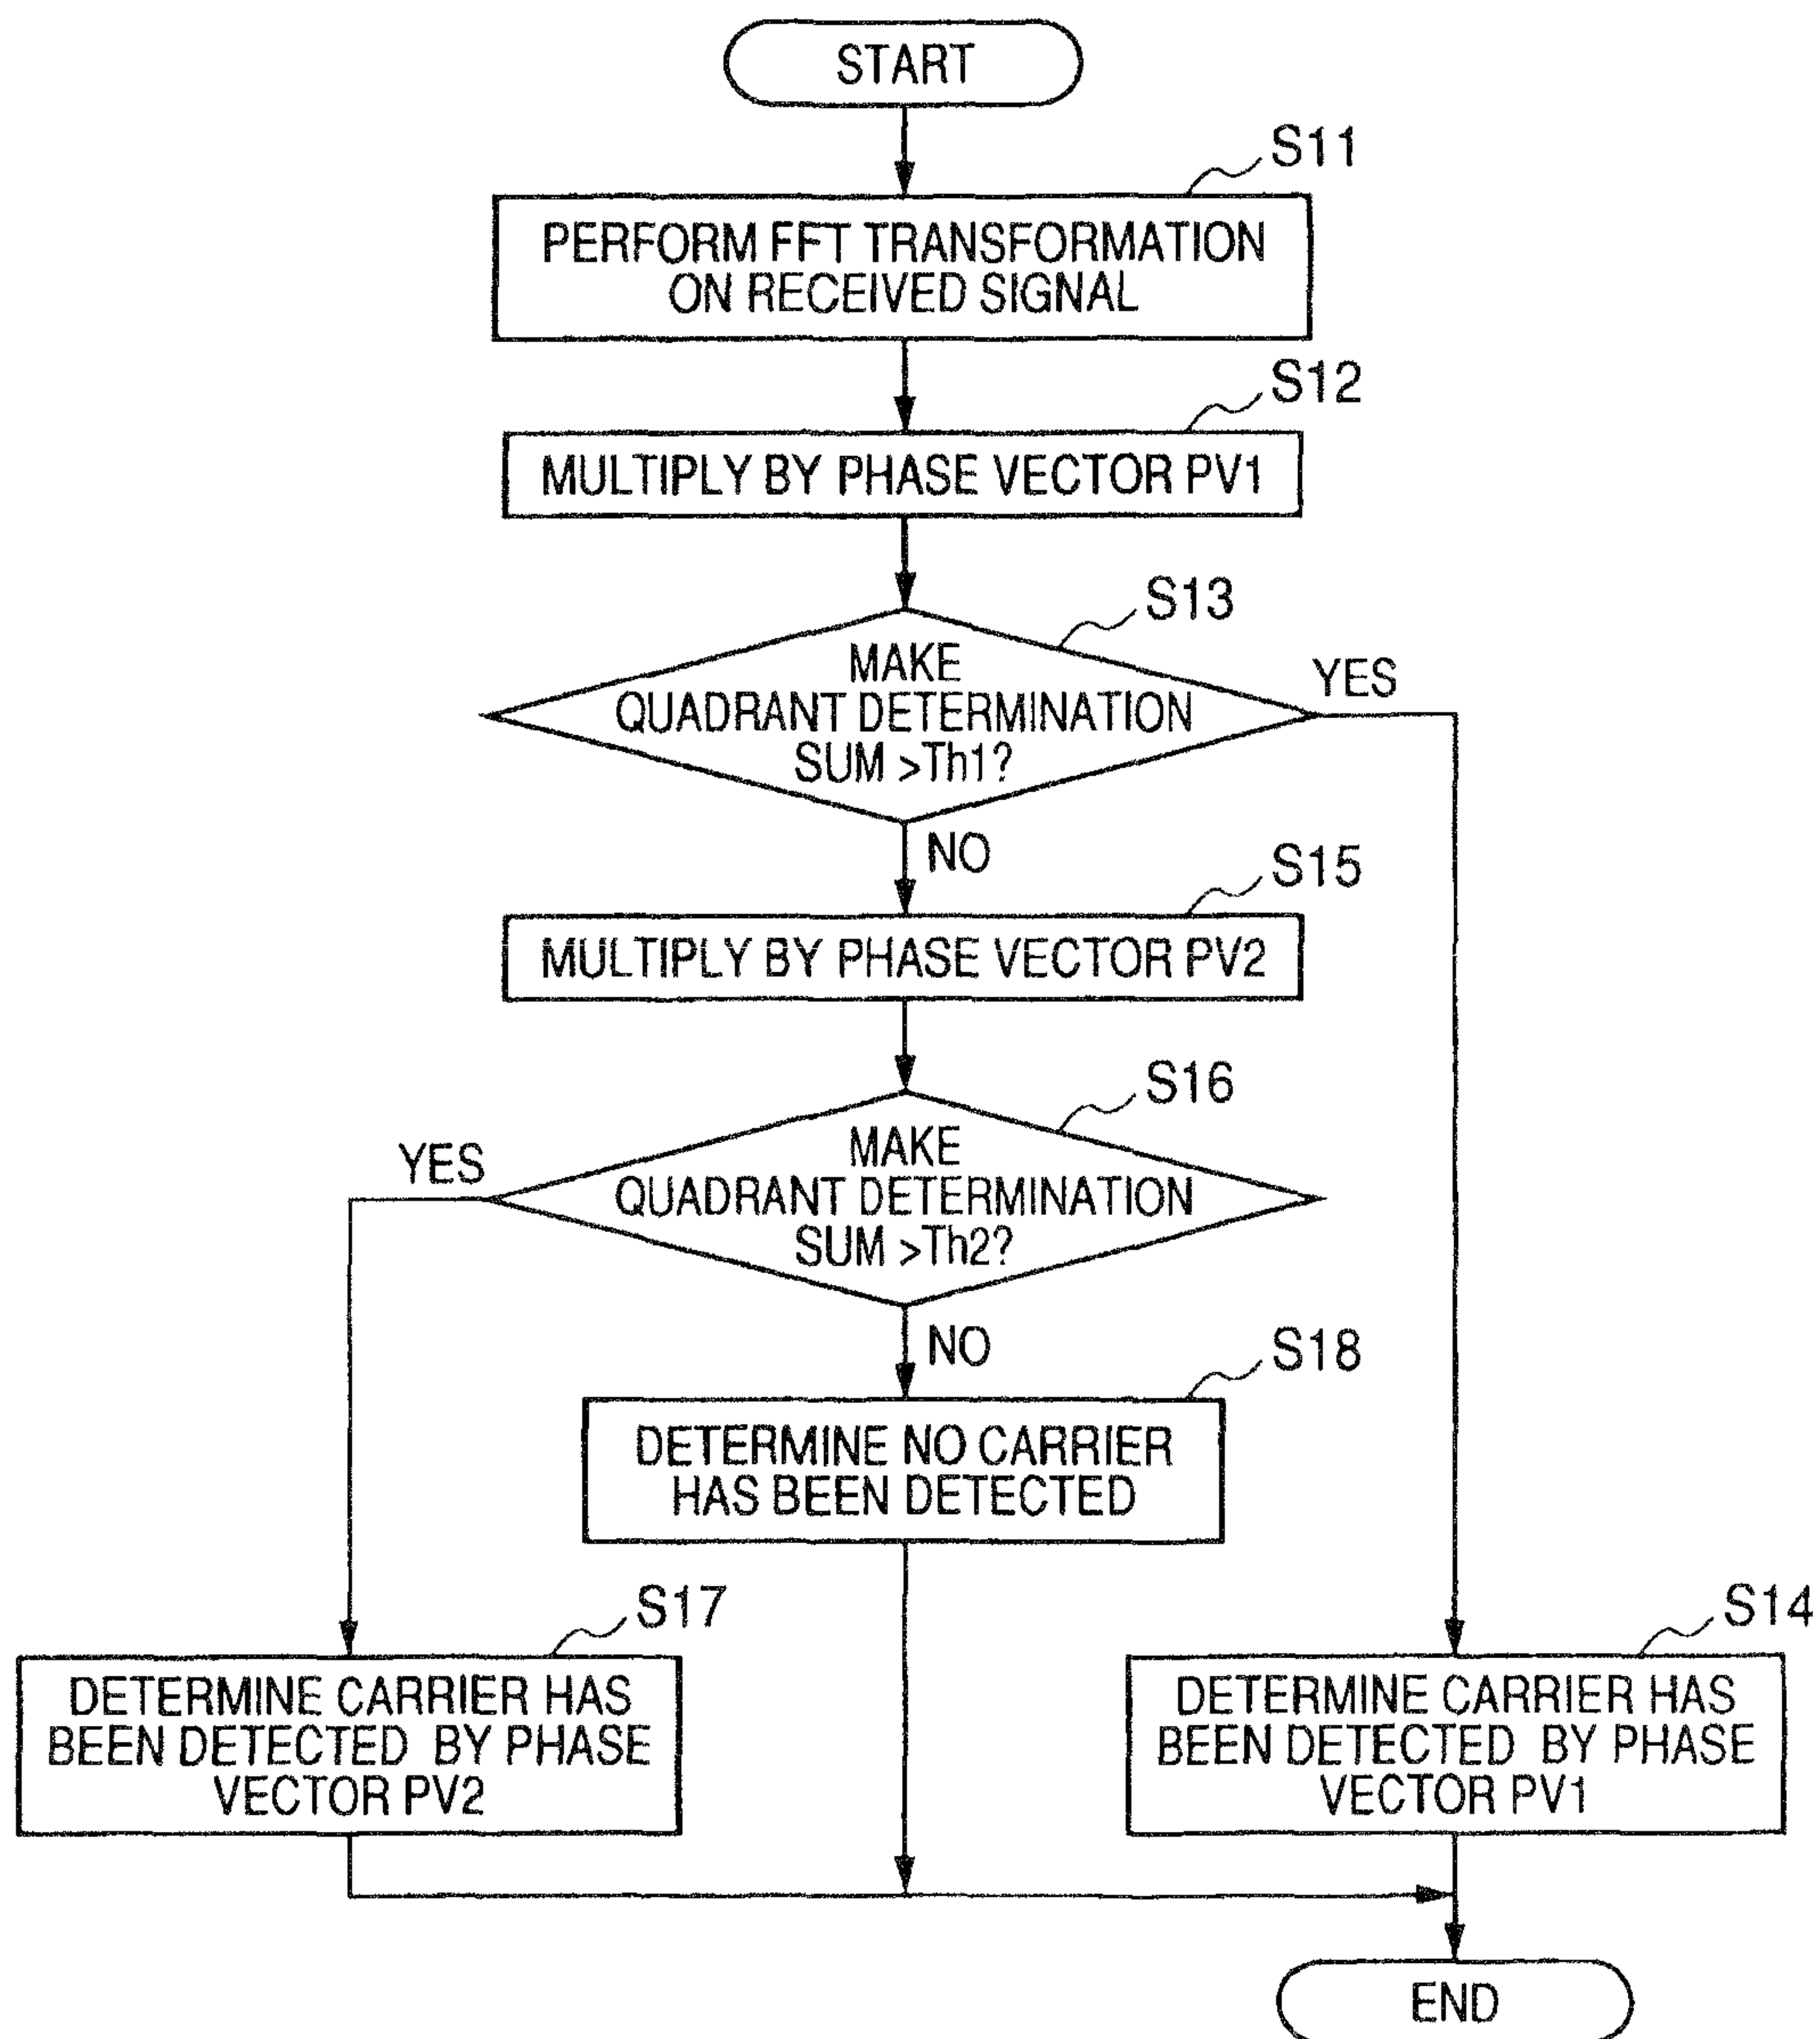 START
S11
PERFORM FFT TRANSFORMATION
ON RECEIVED SIGNAL
S12
MULTIPLY BY PHASE VECTOR PV1
S13
MAKE
QUADRANT DETERMINATION
SUM >Th1?
YES
NO
S15
MULTIPLY BY PHASE VECTOR PV2
S16
MAKE
QUADRANT DETERMINATION
SUM >Th2?
YES
NO
S18
DETERMINE NO CARRIER
HAS BEEN DETECTED
S17
DETERMINE CARRIER HAS
BEEN DETECTED BY PHASE
VECTOR PV2
S14
DETERMINE CARRIER HAS
BEEN DETECTED BY PHASE
VECTOR PV1
END